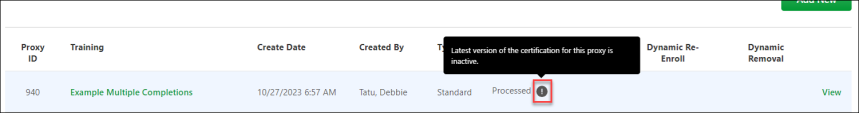 Add New
Latest version of the certification for this proxy is
inactive.
Proxy ID Training Create Date Created By Dynamic Re-Enroll Dynamic Removal
940 Example Multiple Completions 10/27/2023 6:57 AM Tatu, Debbie Standard Processed View